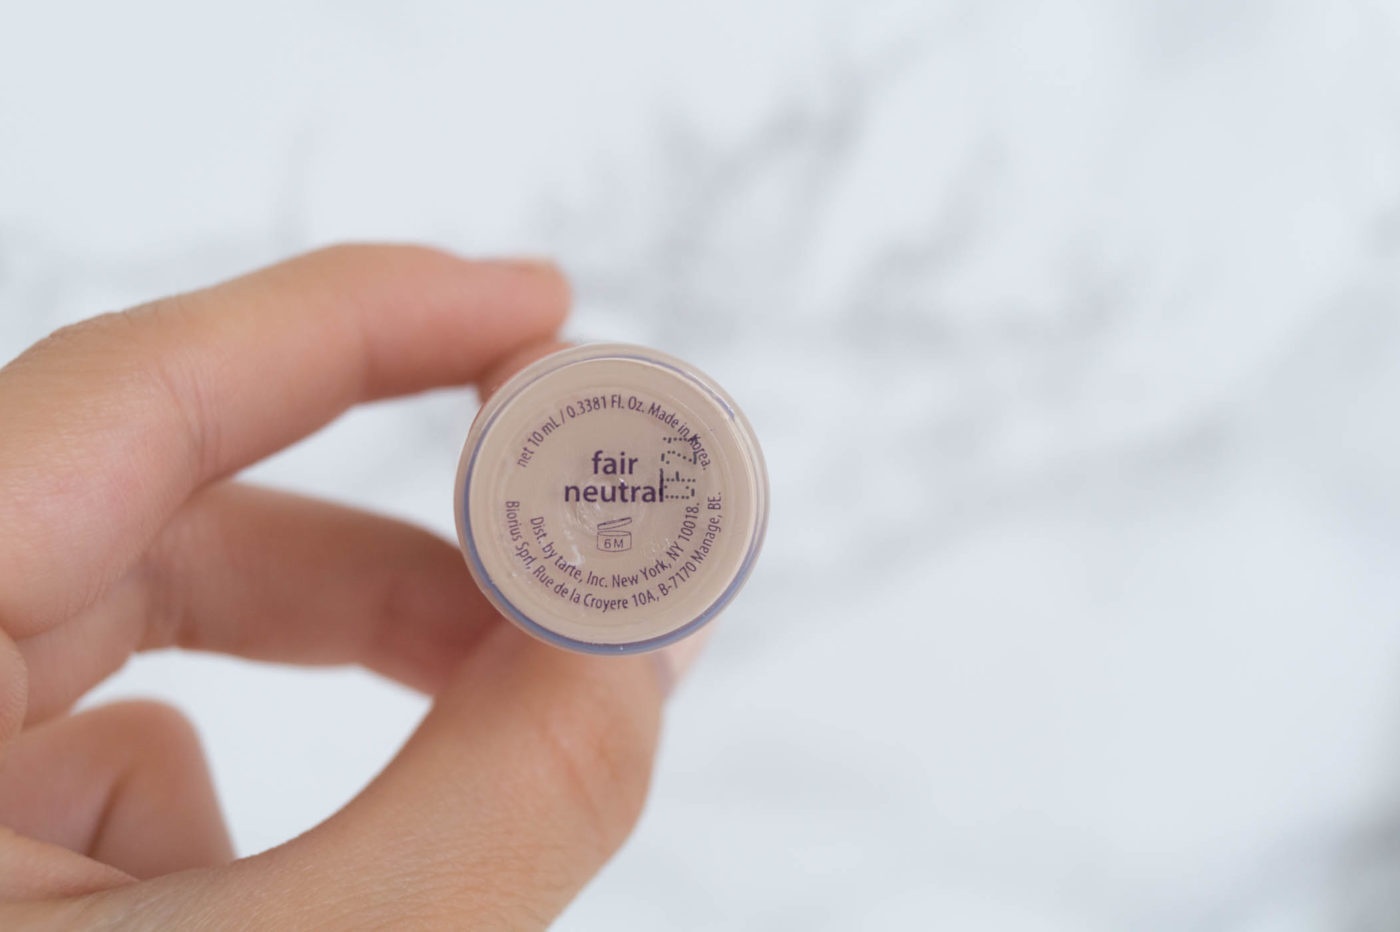 net 10 mL / 0.3381 Fl. Oz. Made in Korea.
fair
neutral
6M
Dist. by tarte, Inc. New York, NY 10018.
Biorius Sprl, Rue de la Croyere 10A, B-7170 Manage, BE.